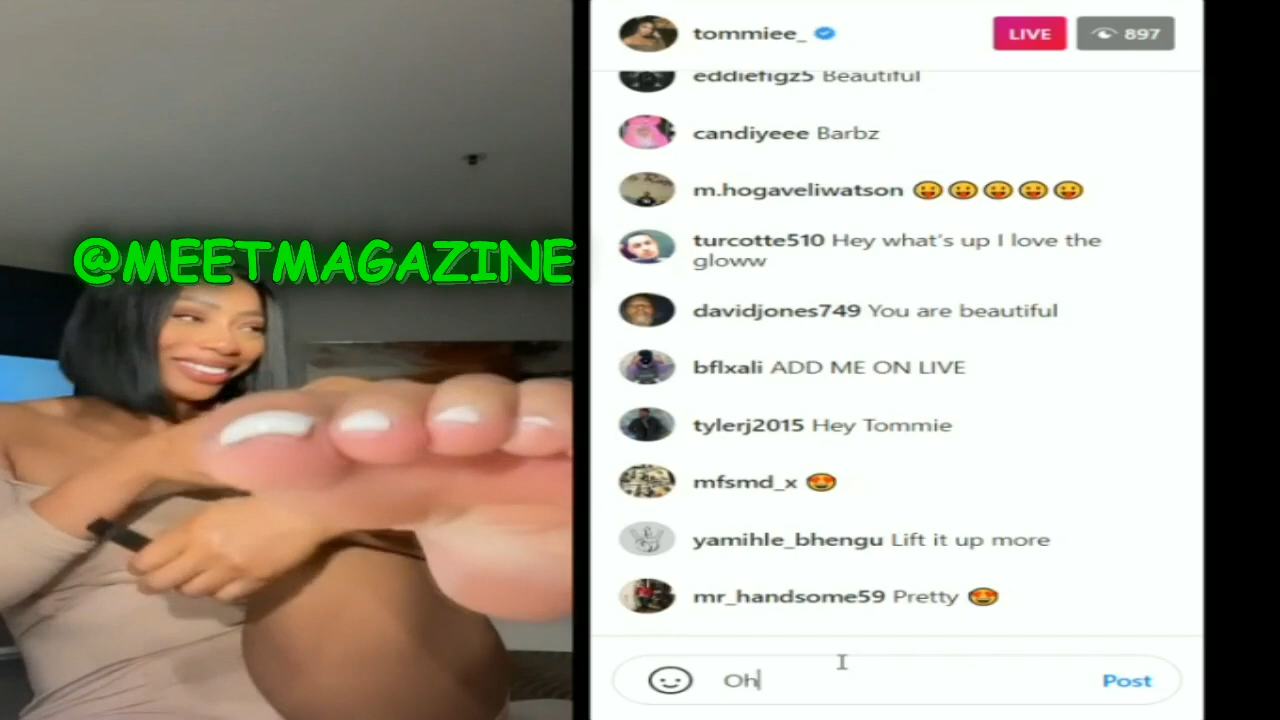 @MEETMAGAZINE
tommiee_
LIVE
897
eddiefigz5 Beautiful
candiyeee Barbz
m.hogaveliwatson 😛😛😛😛😛
turcotte510 Hey what's up I love the
gloww
davidjones749 You are beautiful
bflxali ADD ME ON LIVE
tylerj2015 Hey Tommie
mfsmd_x 😍
yamihle_bhengu Lift it up more
mr_handsome59 Pretty 😍
Oh
Post